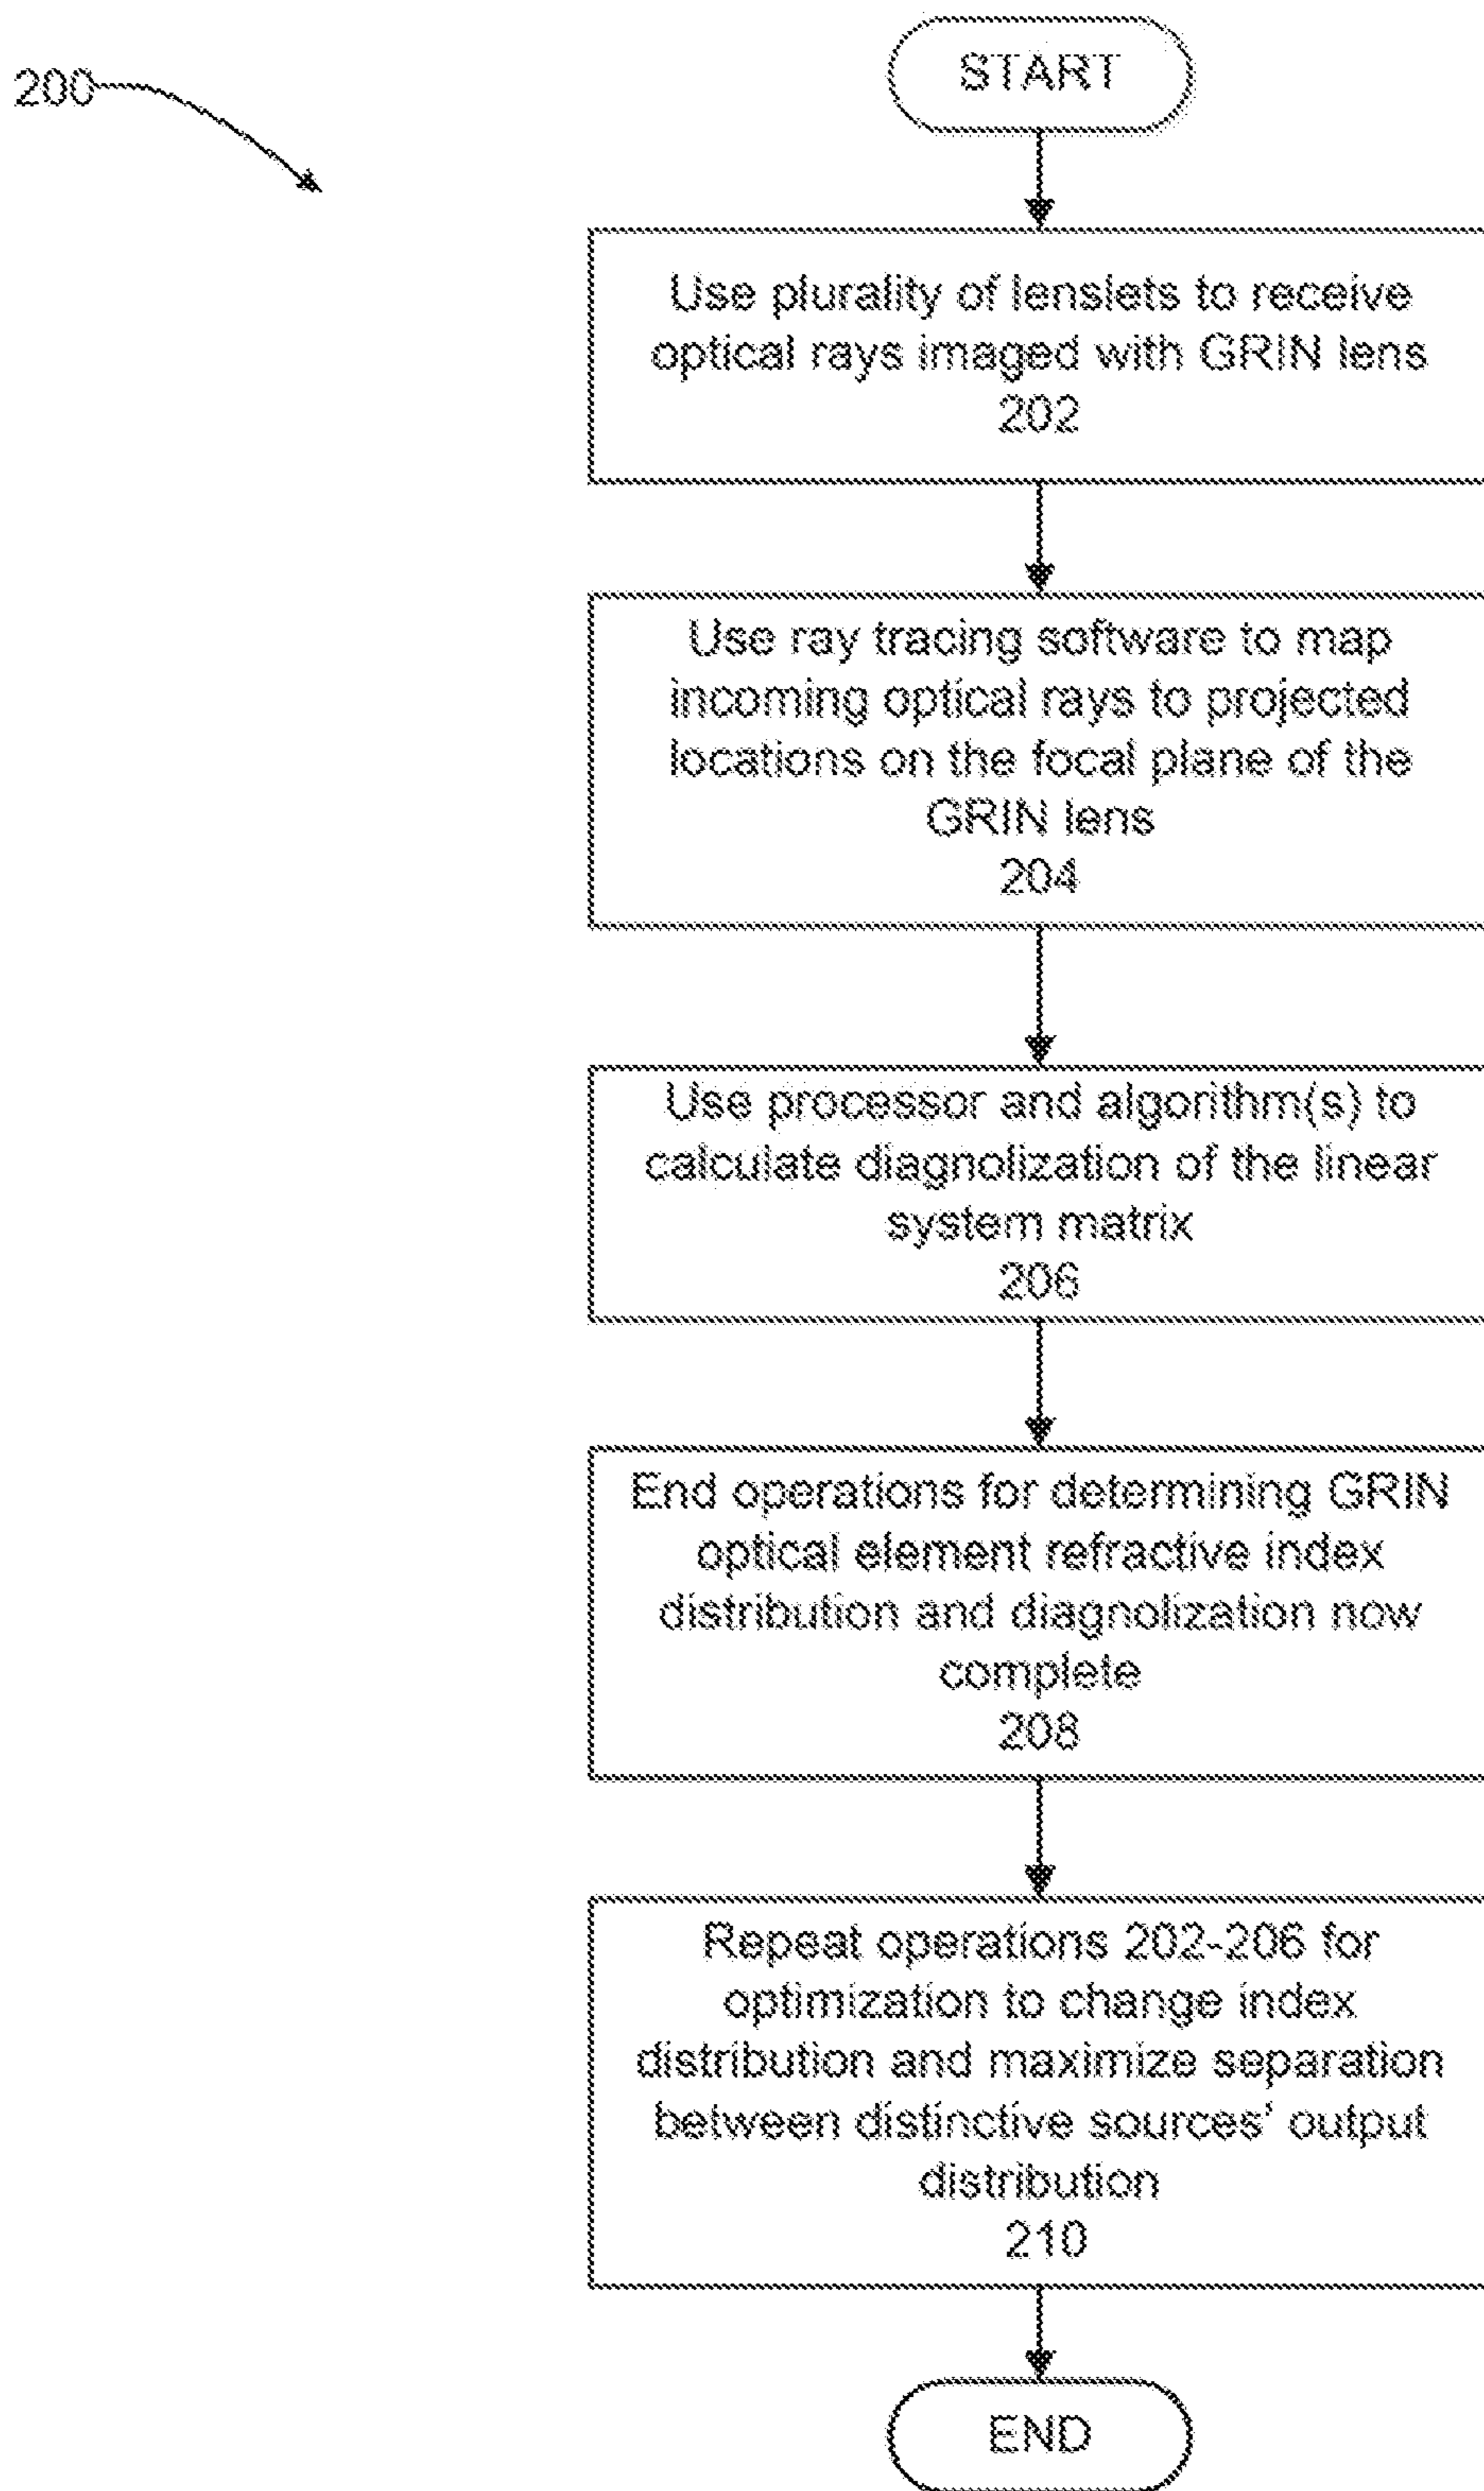 200
START
Use plurality of lenslets to receive
optical rays imaged with GRIN lens
202
Use ray tracing software to map
incoming optical rays to projected
locations on the focal plane of the
GRIN lens
204
Use processor and algorithm(s) to
calculate diagnolization of the linear
system matrix
206
End operations for determining GRIN
optical element refractive index
distribution and diagnolization now
complete
208
Repeat operations 202-206 for
optimization to change index
distribution and maximize separation
between distinctive sources' output
distribution
210
END